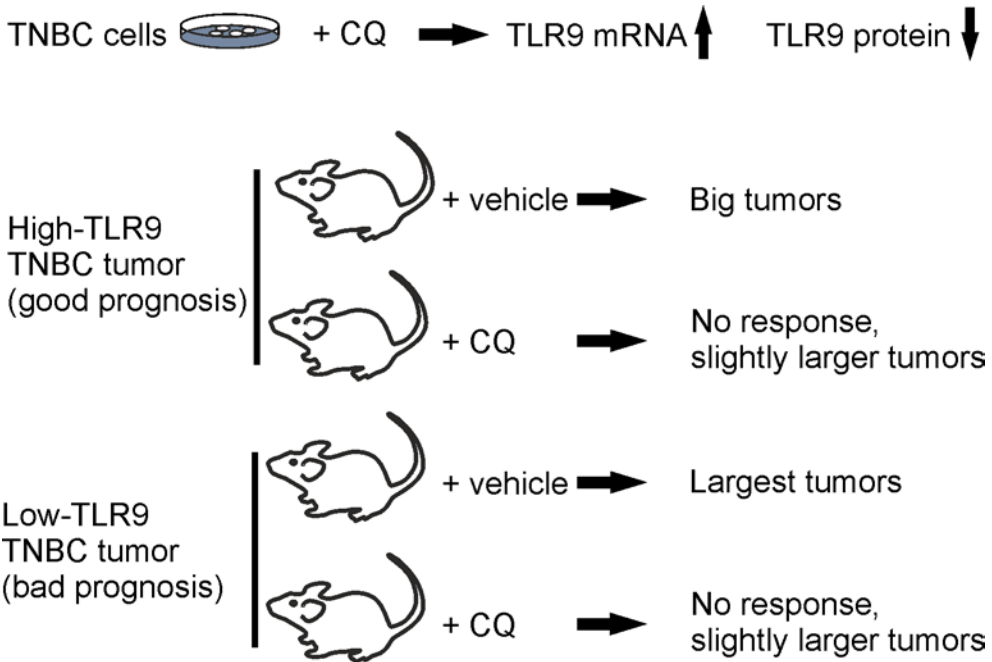 TNBC cells + CQ TLR9 mRNA TLR9 protein
High-TLR9
TNBC tumor
(good prognosis)
+ vehicle Big tumors
+ CQ No response,
slightly larger tumors
Low-TLR9
TNBC tumor
(bad prognosis)
+ vehicle Largest tumors
+ CQ No response,
slightly larger tumors